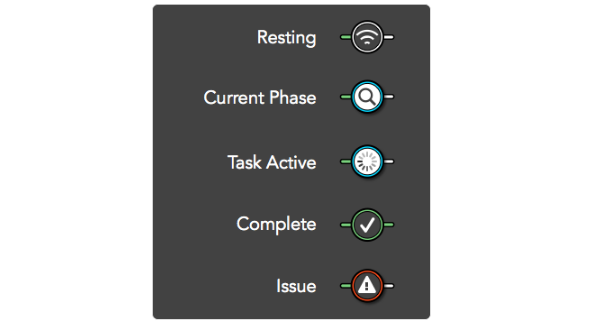 Resting
Current Phase
Task Active
Complete
Issue